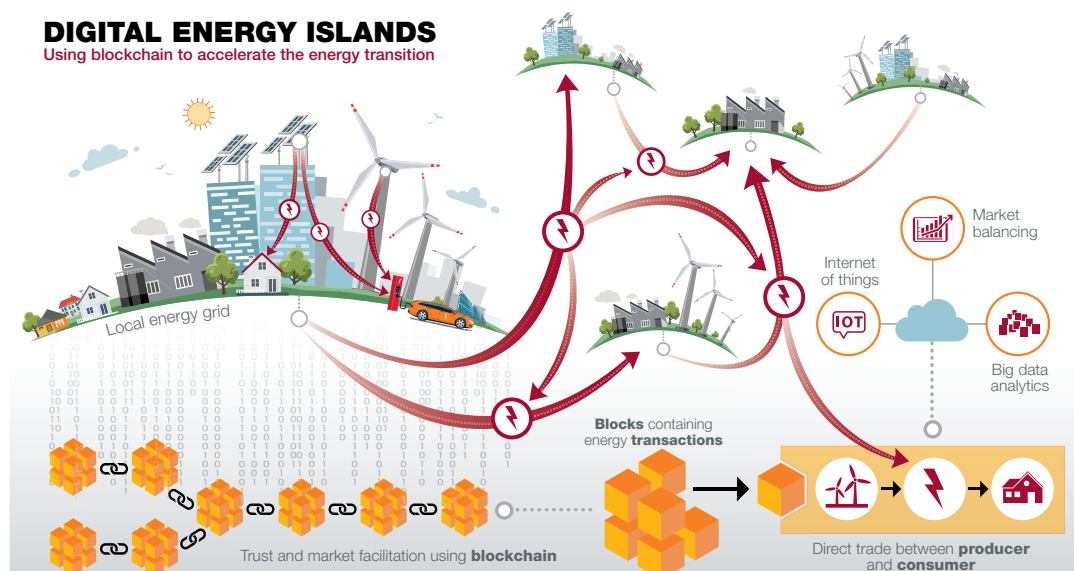 DIGITAL ENERGY ISLANDS
Using blockchain to accelerate the energy transition
Local energy grid
Market
balancing
Internet
of things
IOT
Big data
analytics
Blocks containing
energy transactions
Trust and market facilitation using blockchain
Direct trade between producer
and consumer